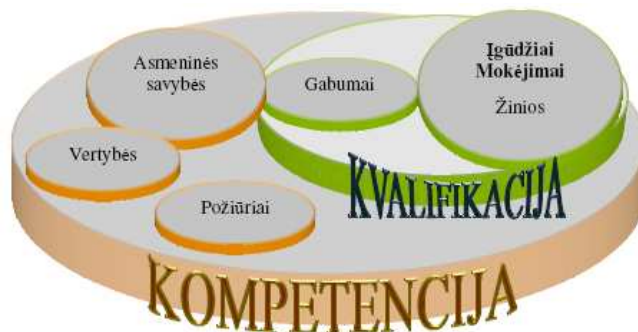 Asmeninės
savybės
Gabumai
Įgūdžiai
Mokėjimai
Žinios
Vertybės
Požiūriai
KVALIFIKACIJA
KOMPETENCIJA